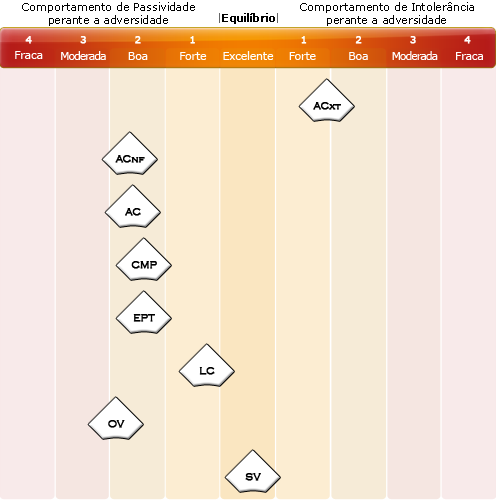 Comportamento de Passividade
perante a adversidade
|Equilíbrio|
Comportamento de Intolerância
perante a adversidade
4 3 2 1 1 2 3 4
Fraca Moderada Boa Forte Excelente Forte Boa Moderada Fraca
ACXT
ACNF
AC
CMP
EPT
LC
OV
SV